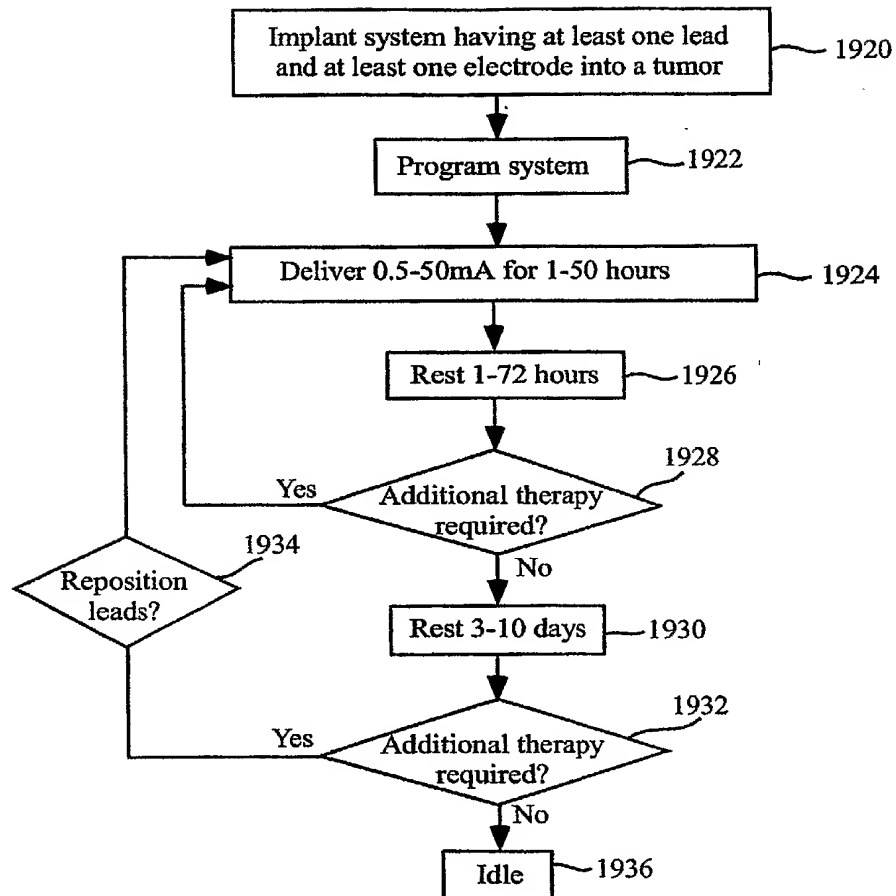 Implant system having at least one lead
and at least one electrode into a tumor
1920
Program system
1922
Deliver 0.5-50mA for 1-50 hours
1924
Rest 1-72 hours
1926
1928
Yes
Additional therapy
required?
No
1934
Reposition
leads?
Rest 3-10 days
1930
1932
Yes
Additional therapy
required?
No
Idle
1936